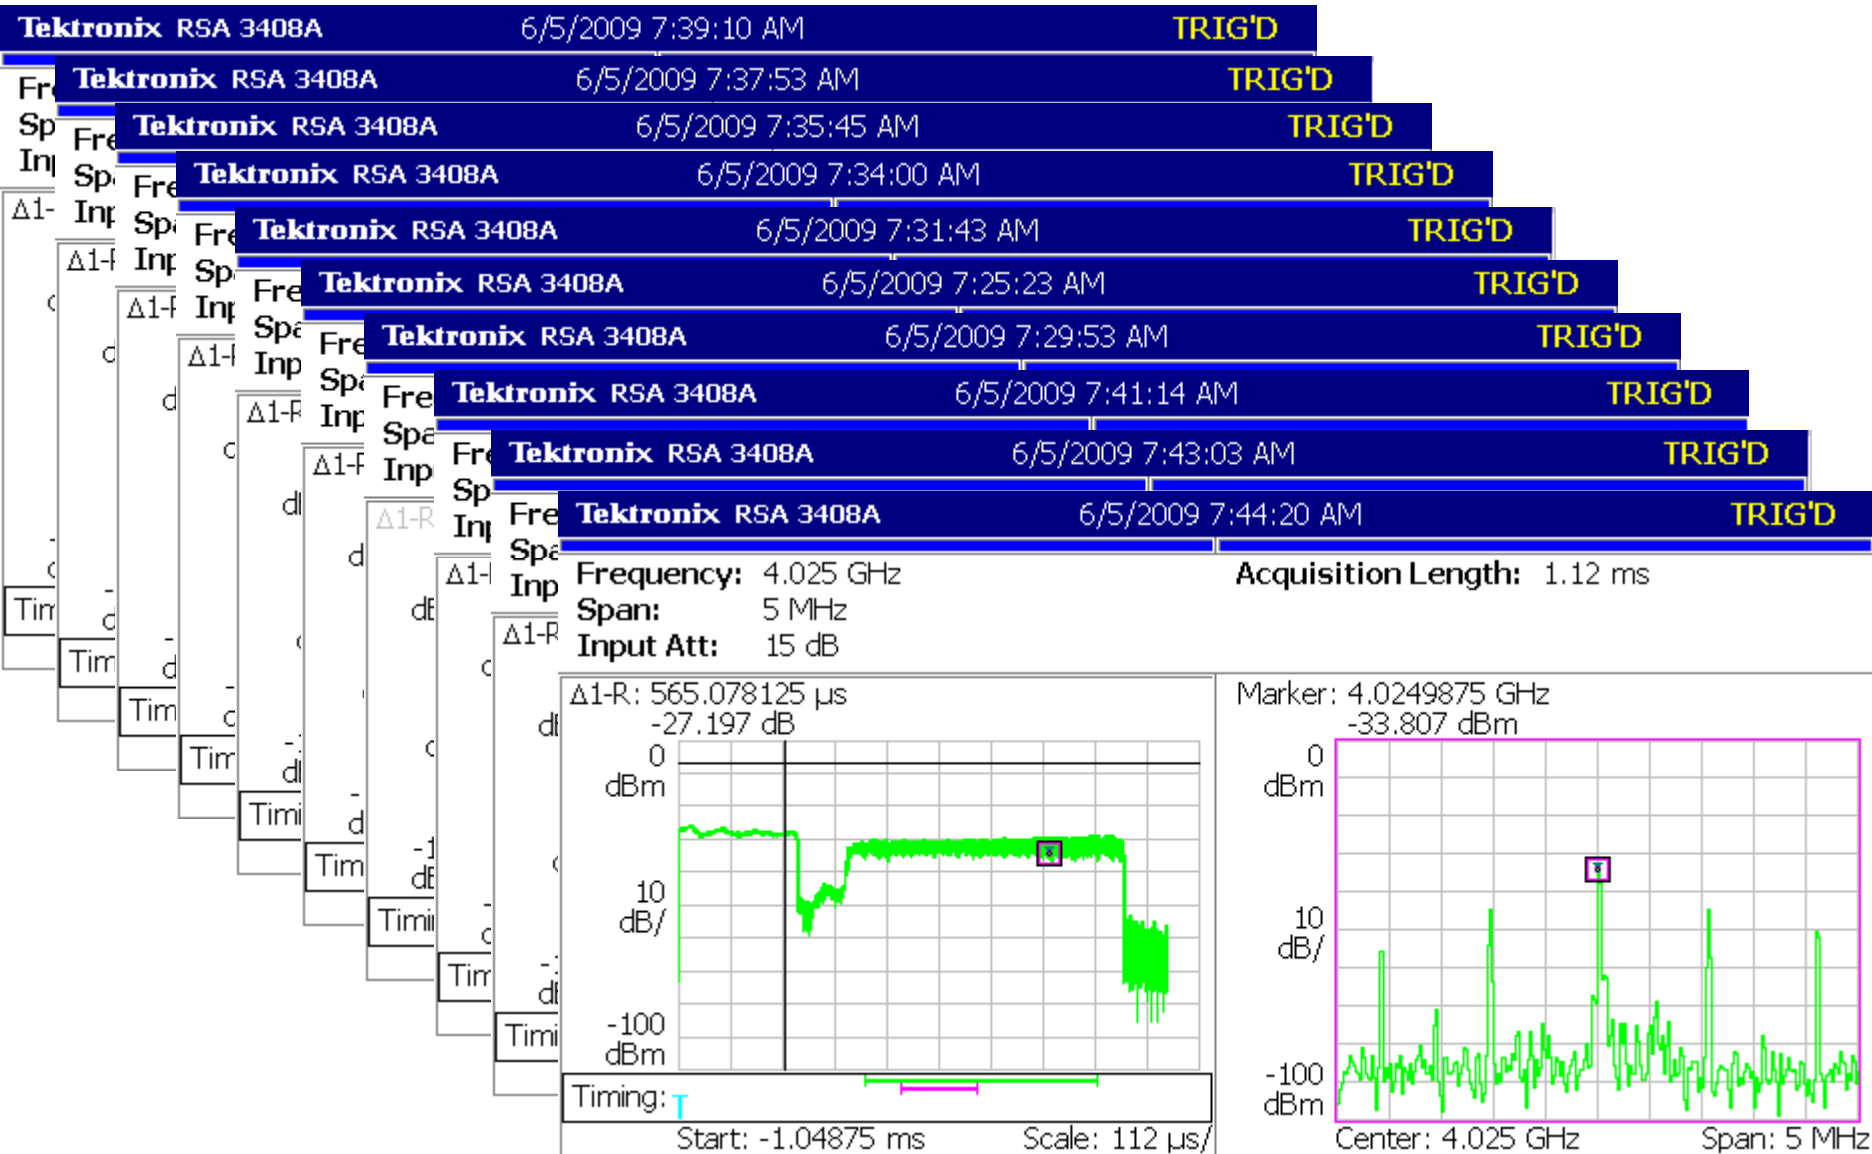 Tektronix RSA 3408A 6/5/2009 7:39:10 AM TRIG'D
Tektronix RSA 3408A 6/5/2009 7:37:53 AM TRIG'D
Tektronix RSA 3408A 6/5/2009 7:35:45 AM TRIG'D
Tektronix RSA 3408A 6/5/2009 7:34:00 AM TRIG'D
Tektronix RSA 3408A 6/5/2009 7:31:43 AM TRIG'D
Tektronix RSA 3408A 6/5/2009 7:25:23 AM TRIG'D
Tektronix RSA 3408A 6/5/2009 7:29:53 AM TRIG'D
Tektronix RSA 3408A 6/5/2009 7:41:14 AM TRIG'D
Tektronix RSA 3408A 6/5/2009 7:43:03 AM TRIG'D
Tektronix RSA 3408A 6/5/2009 7:44:20 AM TRIG'D
Frequency: 4.025 GHz Acquisition Length: 1.12 ms
Span: 5 MHz
Input Att: 15 dB
Δ1-R: 565.078125 µs
-27.197 dB
0
dBm
10
dB/
-100
dBm
Timing: T
Start: -1.04875 ms Scale: 112 µs/
Marker: 4.0249875 GHz
-33.807 dBm
0
dBm
10
dB/
-100
dBm
Center: 4.025 GHz Span: 5 MHz